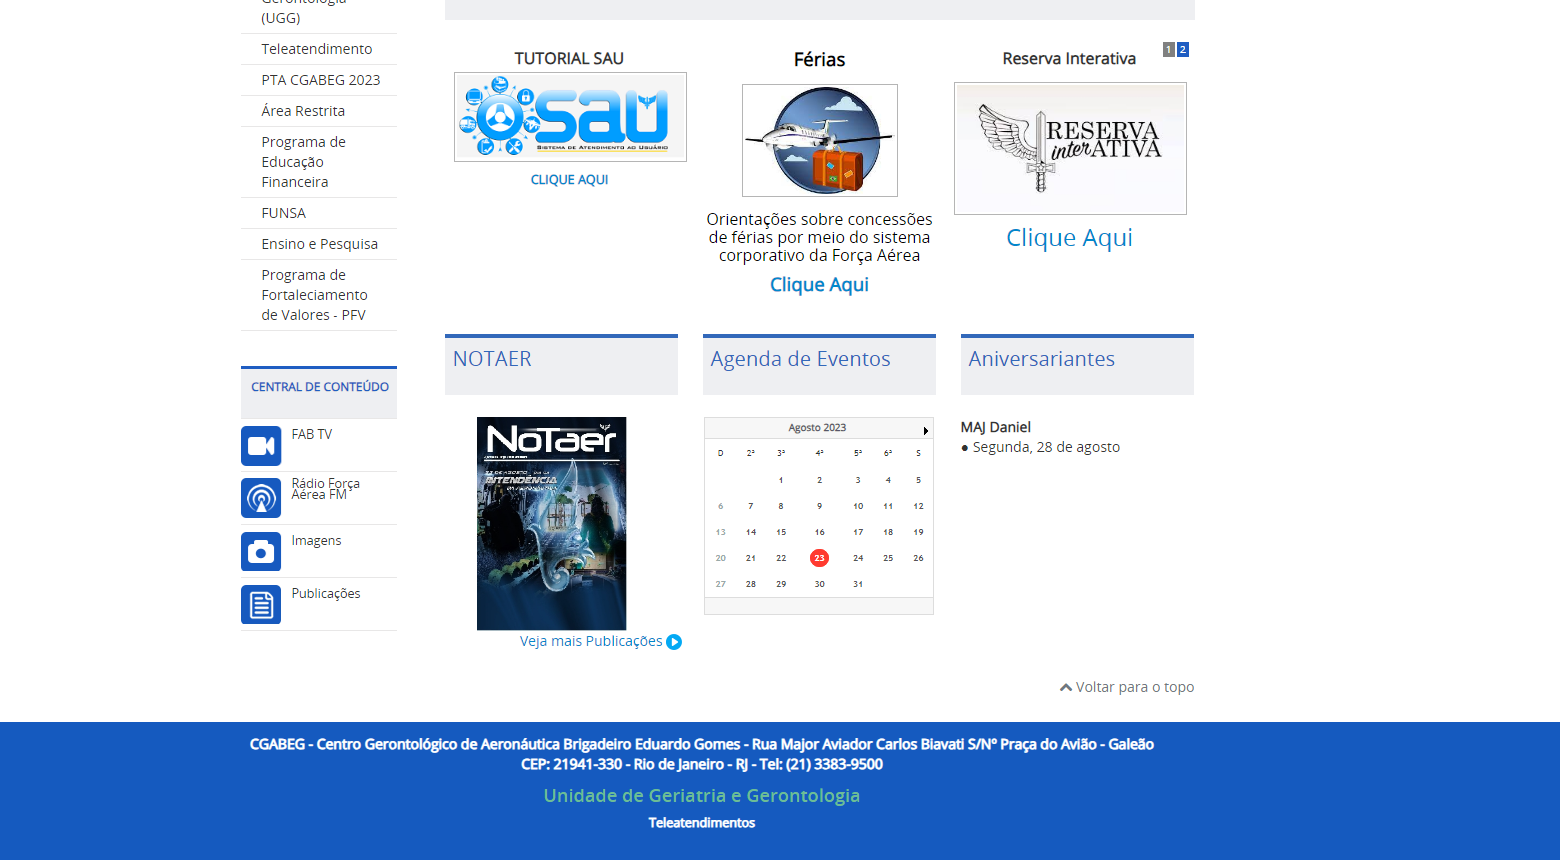 Gerontologia
(UGG)
Teleatendimento
PTA CGABEG 2023
Área Restrita
Programa de
Educação
Financeira
FUNSA
Ensino e Pesquisa
Programa de
Fortaleciamento
de Valores - PFV
CENTRAL DE CONTEÚDO
FAB TV
Rádio Força
Aérea FM
Imagens
Publicações
TUTORIAL SAU
sau
SISTEMA DE ATENDIMENTO AO USUÁRIO
CLIQUE AQUI
Férias
Orientações sobre concessões
de férias por meio do sistema
corporativo da Força Aérea
Clique Aqui
1 2
Reserva Interativa
RESERVA
interATIVA
Clique Aqui
NOTAER
NOTAER
INTENDÊNCIA
Veja mais Publicações
Agenda de Eventos
Agosto 2023
D 2ª 3ª 4ª 5ª 6ª S
1 2 3 4 5
6 7 8 9 10 11 12
13 14 15 16 17 18 19
20 21 22 23 24 25 26
27 28 29 30 31
Aniversariantes
MAJ Daniel
● Segunda, 28 de agosto
Voltar para o topo
CGABEG - Centro Gerontológico de Aeronáutica Brigadeiro Eduardo Gomes - Rua Major Aviador Carlos Biavati S/Nº Praça do Avião - Galeão
CEP: 21941-330 - Rio de Janeiro - RJ - Tel: (21) 3383-9500
Unidade de Geriatria e Gerontologia
Teleatendimentos